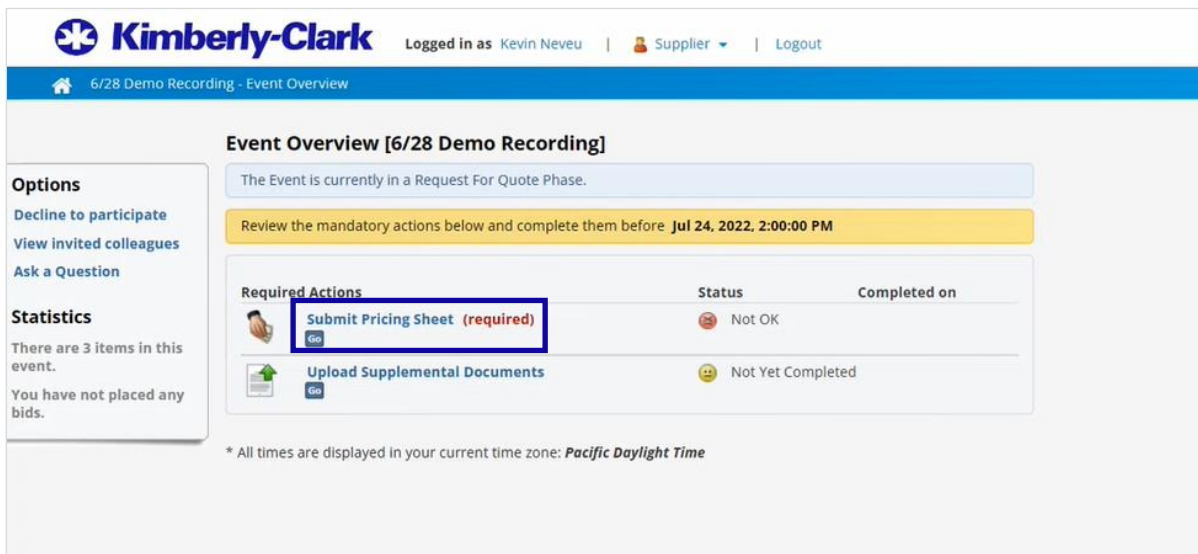 Kimberly-Clark Logged in as Kevin Neveu | Supplier | Logout
6/28 Demo Recording - Event Overview
Event Overview [6/28 Demo Recording]
The Event is currently in a Request For Quote Phase.
Review the mandatory actions below and complete them before Jul 24, 2022, 2:00:00 PM
Options
Decline to participate
View invited colleagues
Ask a Question
Statistics
There are 3 items in this
event.
You have not placed any
bids.
Required Actions Status Completed on
Submit Pricing Sheet (required) Not OK
Go
Upload Supplemental Documents Not Yet Completed
Go
* All times are displayed in your current time zone: Pacific Daylight Time